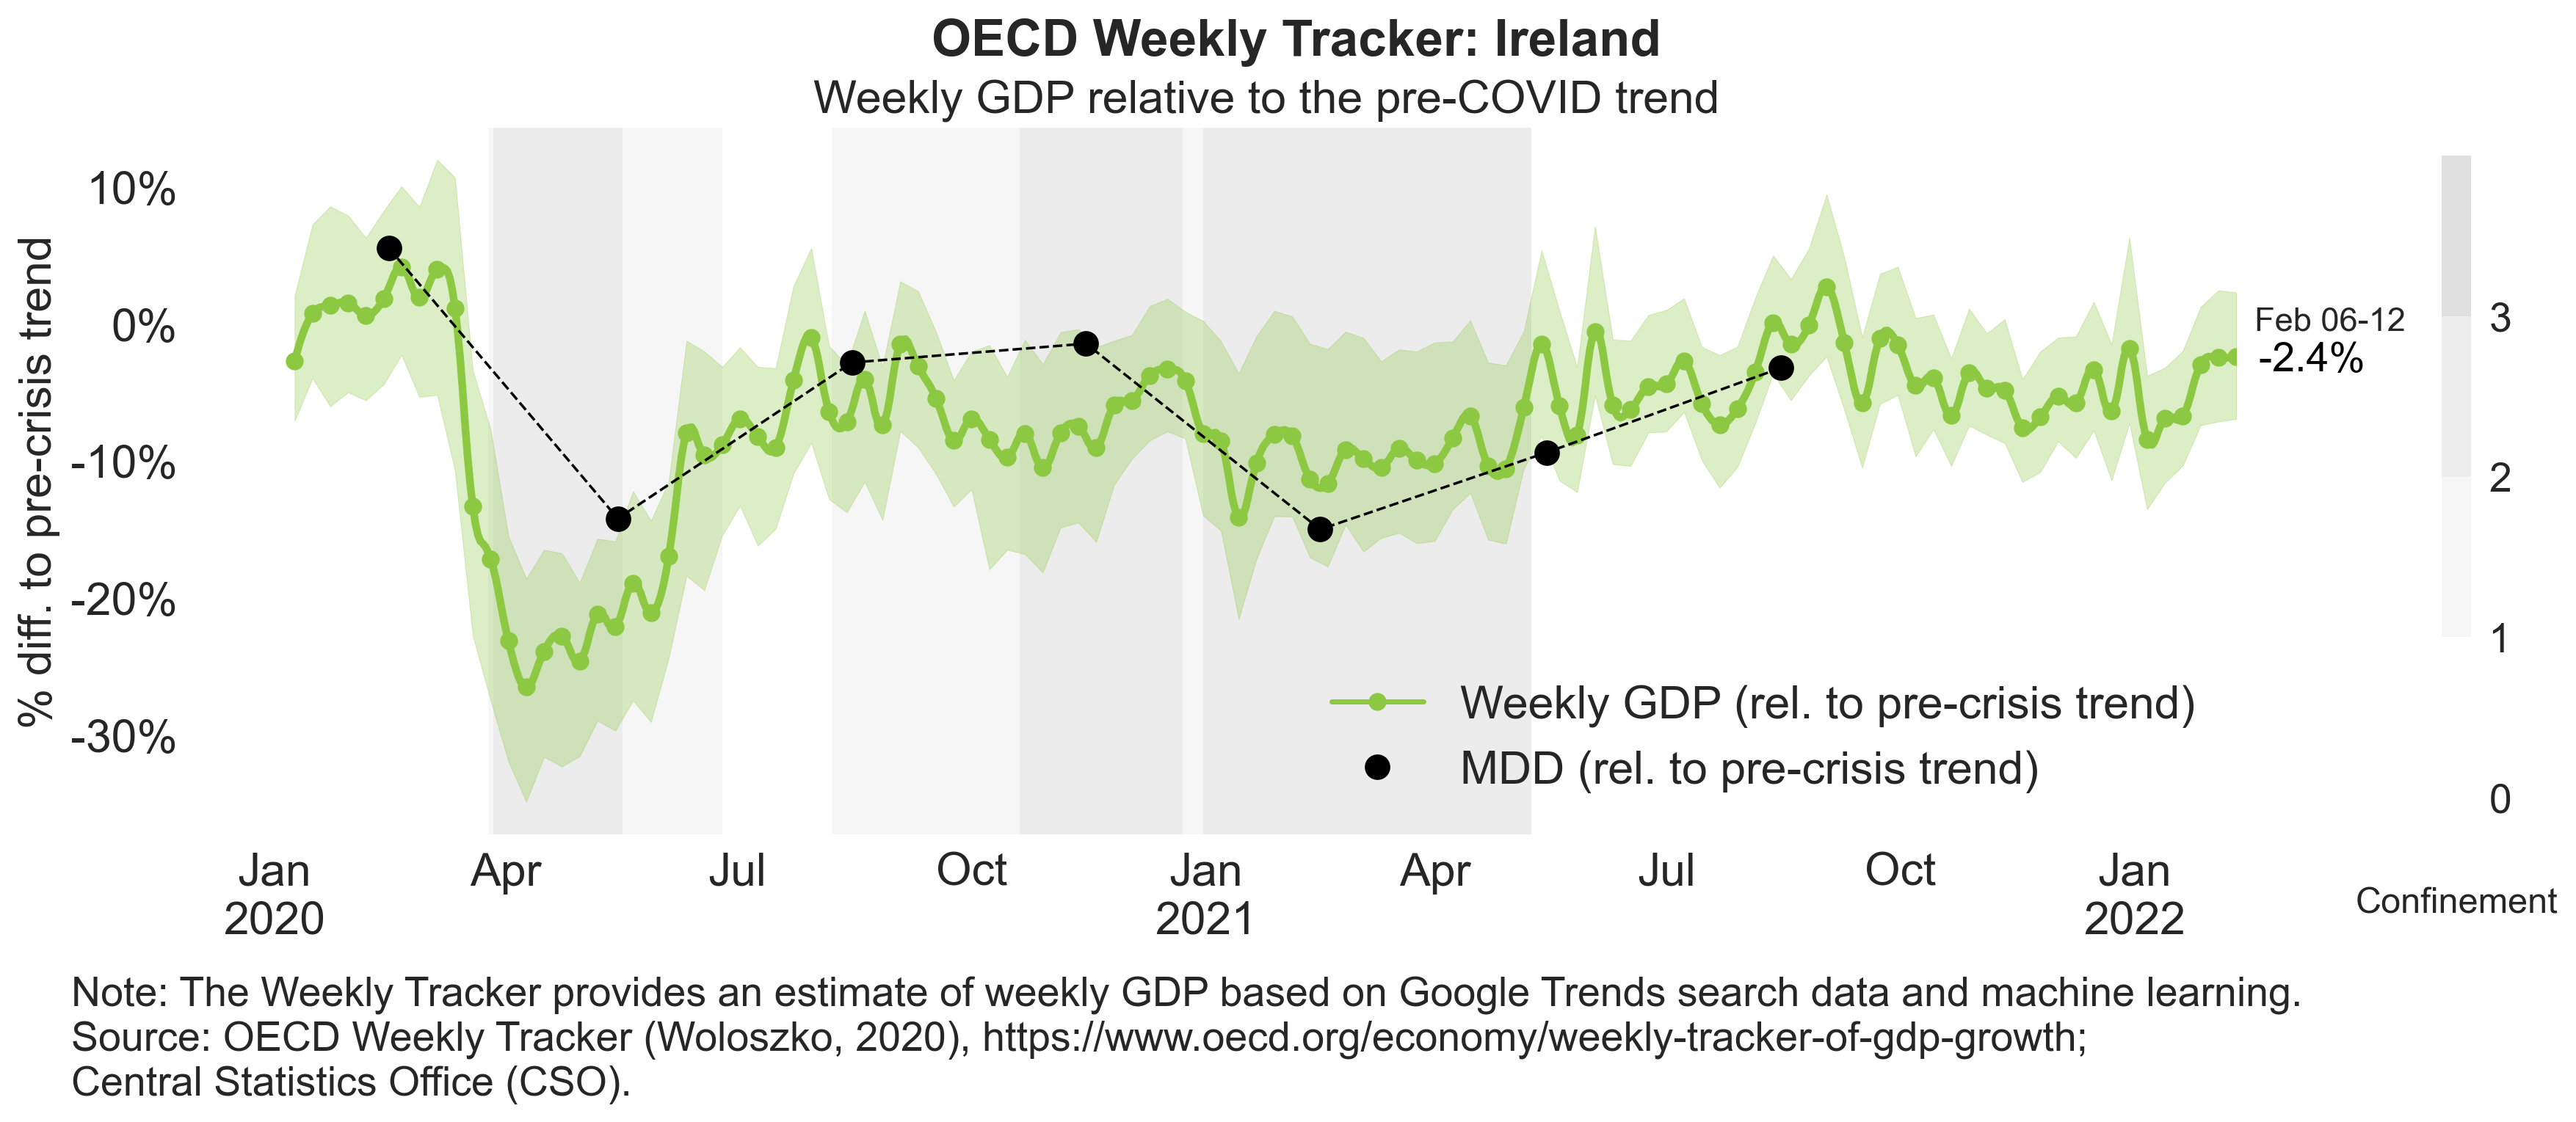 OECD Weekly Tracker: Ireland
Weekly GDP relative to the pre-COVID trend
% diff. to pre-crisis trend
10%
0%
-10%
-20%
-30%
Feb 06-12
-2.4%
3
2
1
0
Weekly GDP (rel. to pre-crisis trend)
MDD (rel. to pre-crisis trend)
Jan Apr Jul Oct Jan Apr Jul Oct Jan
2020 2021 2022
Confinement
Note: The Weekly Tracker provides an estimate of weekly GDP based on Google Trends search data and machine learning.
Source: OECD Weekly Tracker (Woloszko, 2020), https://www.oecd.org/economy/weekly-tracker-of-gdp-growth;
Central Statistics Office (CSO).